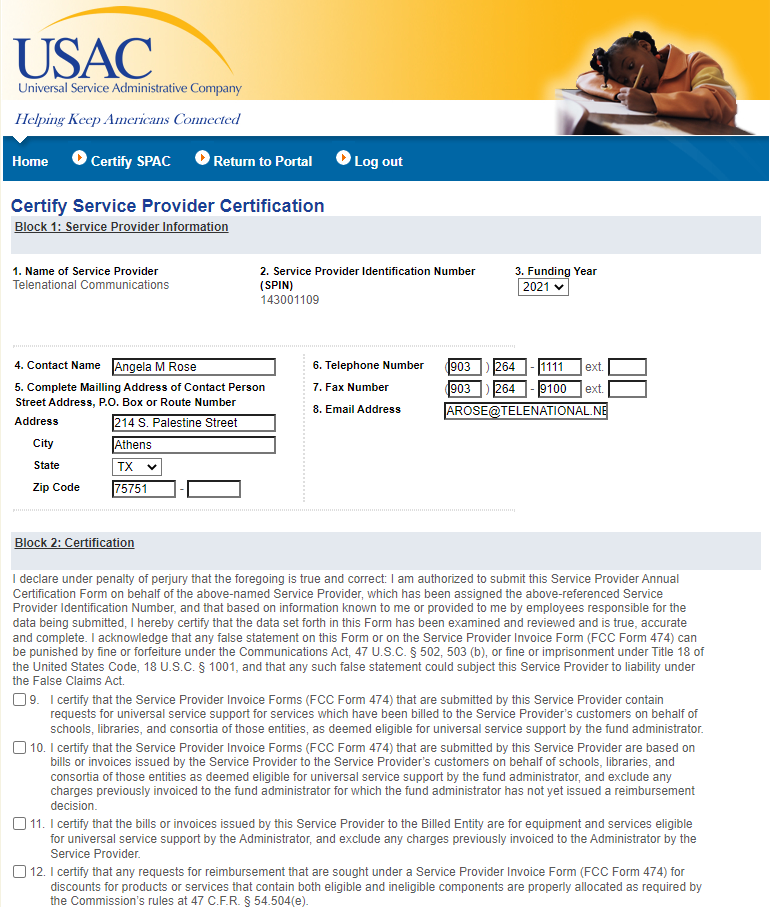 USAC
Universal Service Administrative Company
Helping Keep Americans Connected
Home Certify SPAC Return to Portal Log out
Certify Service Provider Certification
Block 1: Service Provider Information
1. Name of Service Provider
Telenational Communications
2. Service Provider Identification Number
(SPIN)
143001109
3. Funding Year
2021
4. Contact Name Angela M Rose
5. Complete Mailling Address of Contact Person
Street Address, P.O. Box or Route Number
Address 214 S. Palestine Street
City Athens
State TX
Zip Code 75751 -
6. Telephone Number (903 ) 264 - 1111 ext.
7. Fax Number (903 ) 264 - 9100 ext.
8. Email Address AROSE@TELENATIONAL.NE
Block 2: Certification
I declare under penalty of perjury that the foregoing is true and correct: I am authorized to submit this Service Provider Annual
Certification Form on behalf of the above-named Service Provider, which has been assigned the above-referenced Service
Provider Identification Number, and that based on information known to me or provided to me by employees responsible for the
data being submitted, I hereby certify that the data set forth in this Form has been examined and reviewed and is true, accurate
and complete. I acknowledge that any false statement on this Form or on the Service Provider Invoice Form (FCC Form 474) can
be punished by fine or forfeiture under the Communications Act, 47 U.S.C. § 502, 503 (b), or fine or imprisonment under Title 18 of
the United States Code, 18 U.S.C. § 1001, and that any such false statement could subject this Service Provider to liability under
the False Claims Act.
9. I certify that the Service Provider Invoice Forms (FCC Form 474) that are submitted by this Service Provider contain
requests for universal service support for services which have been billed to the Service Provider's customers on behalf of
schools, libraries, and consortia of those entities, as deemed eligible for universal service support by the fund administrator.
10. I certify that the Service Provider Invoice Forms (FCC Form 474) that are submitted by this Service Provider are based on
bills or invoices issued by the Service Provider to the Service Provider's customers on behalf of schools, libraries, and
consortia of those entities as deemed eligible for universal service support by the fund administrator, and exclude any
charges previously invoiced to the fund administrator for which the fund administrator has not yet issued a reimbursement
decision.
11. I certify that the bills or invoices issued by this Service Provider to the Billed Entity are for equipment and services eligible
for universal service support by the Administrator, and exclude any charges previously invoiced to the Administrator by the
Service Provider.
12. I certify that any requests for reimbursement that are sought under a Service Provider Invoice Form (FCC Form 474) for
discounts for products or services that contain both eligible and ineligible components are properly allocated as required by
the Commission's rules at 47 C.F.R. § 54.504(e).